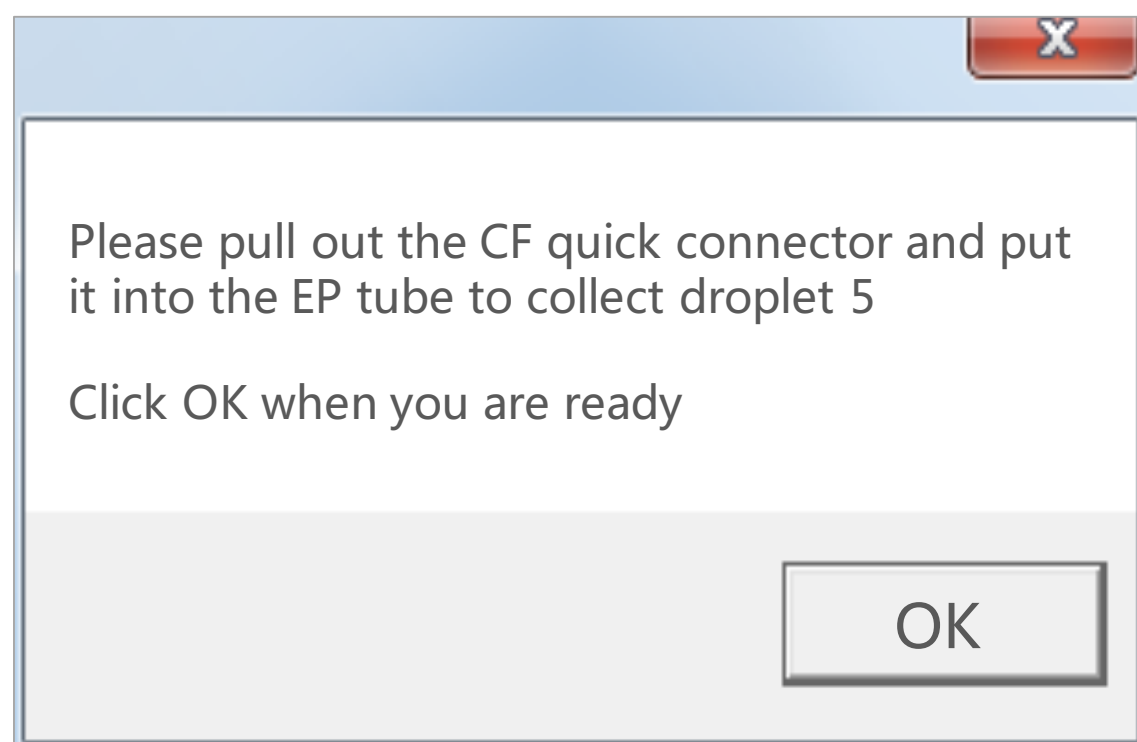 Please pull out the CF quick connector and put
it into the EP tube to collect droplet 5
Click OK when you are ready
OK